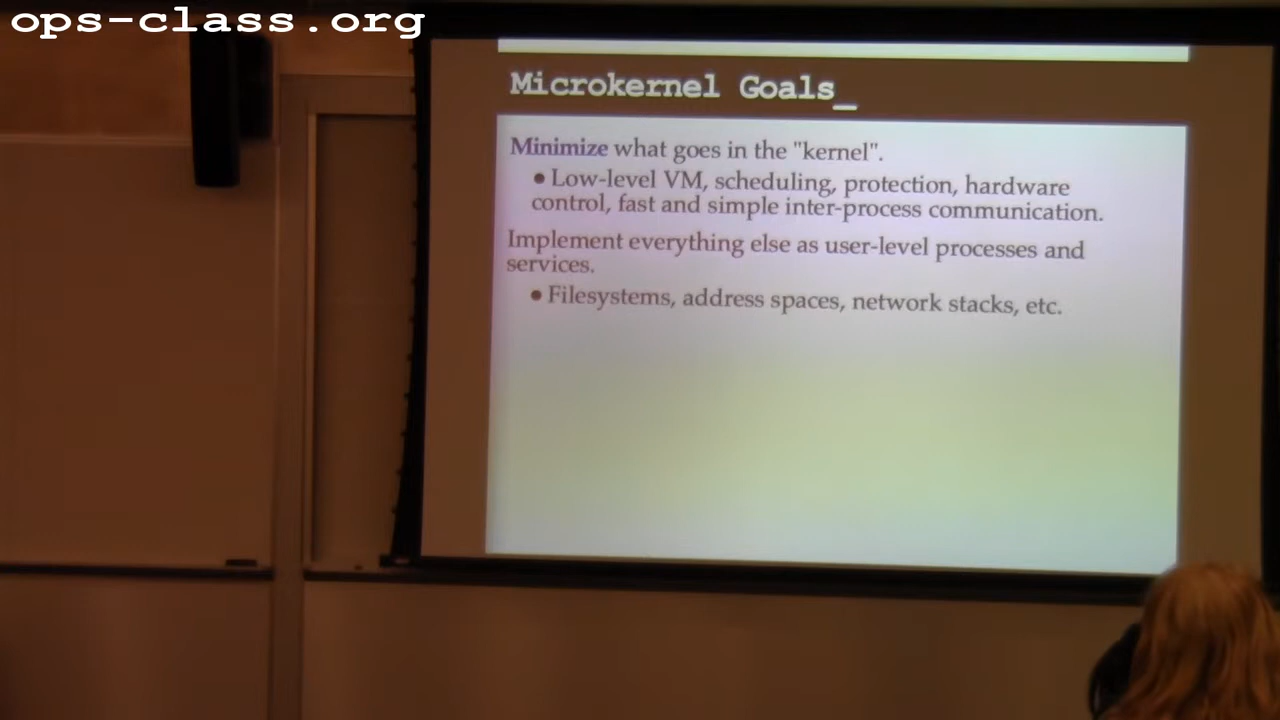 ops-class.org
Microkernel Goals_
Minimize what goes in the "kernel".
• Low-level VM, scheduling, protection, hardware
control, fast and simple inter-process communication.
Implement everything else as user-level processes and
services.
• Filesystems, address spaces, network stacks, etc.